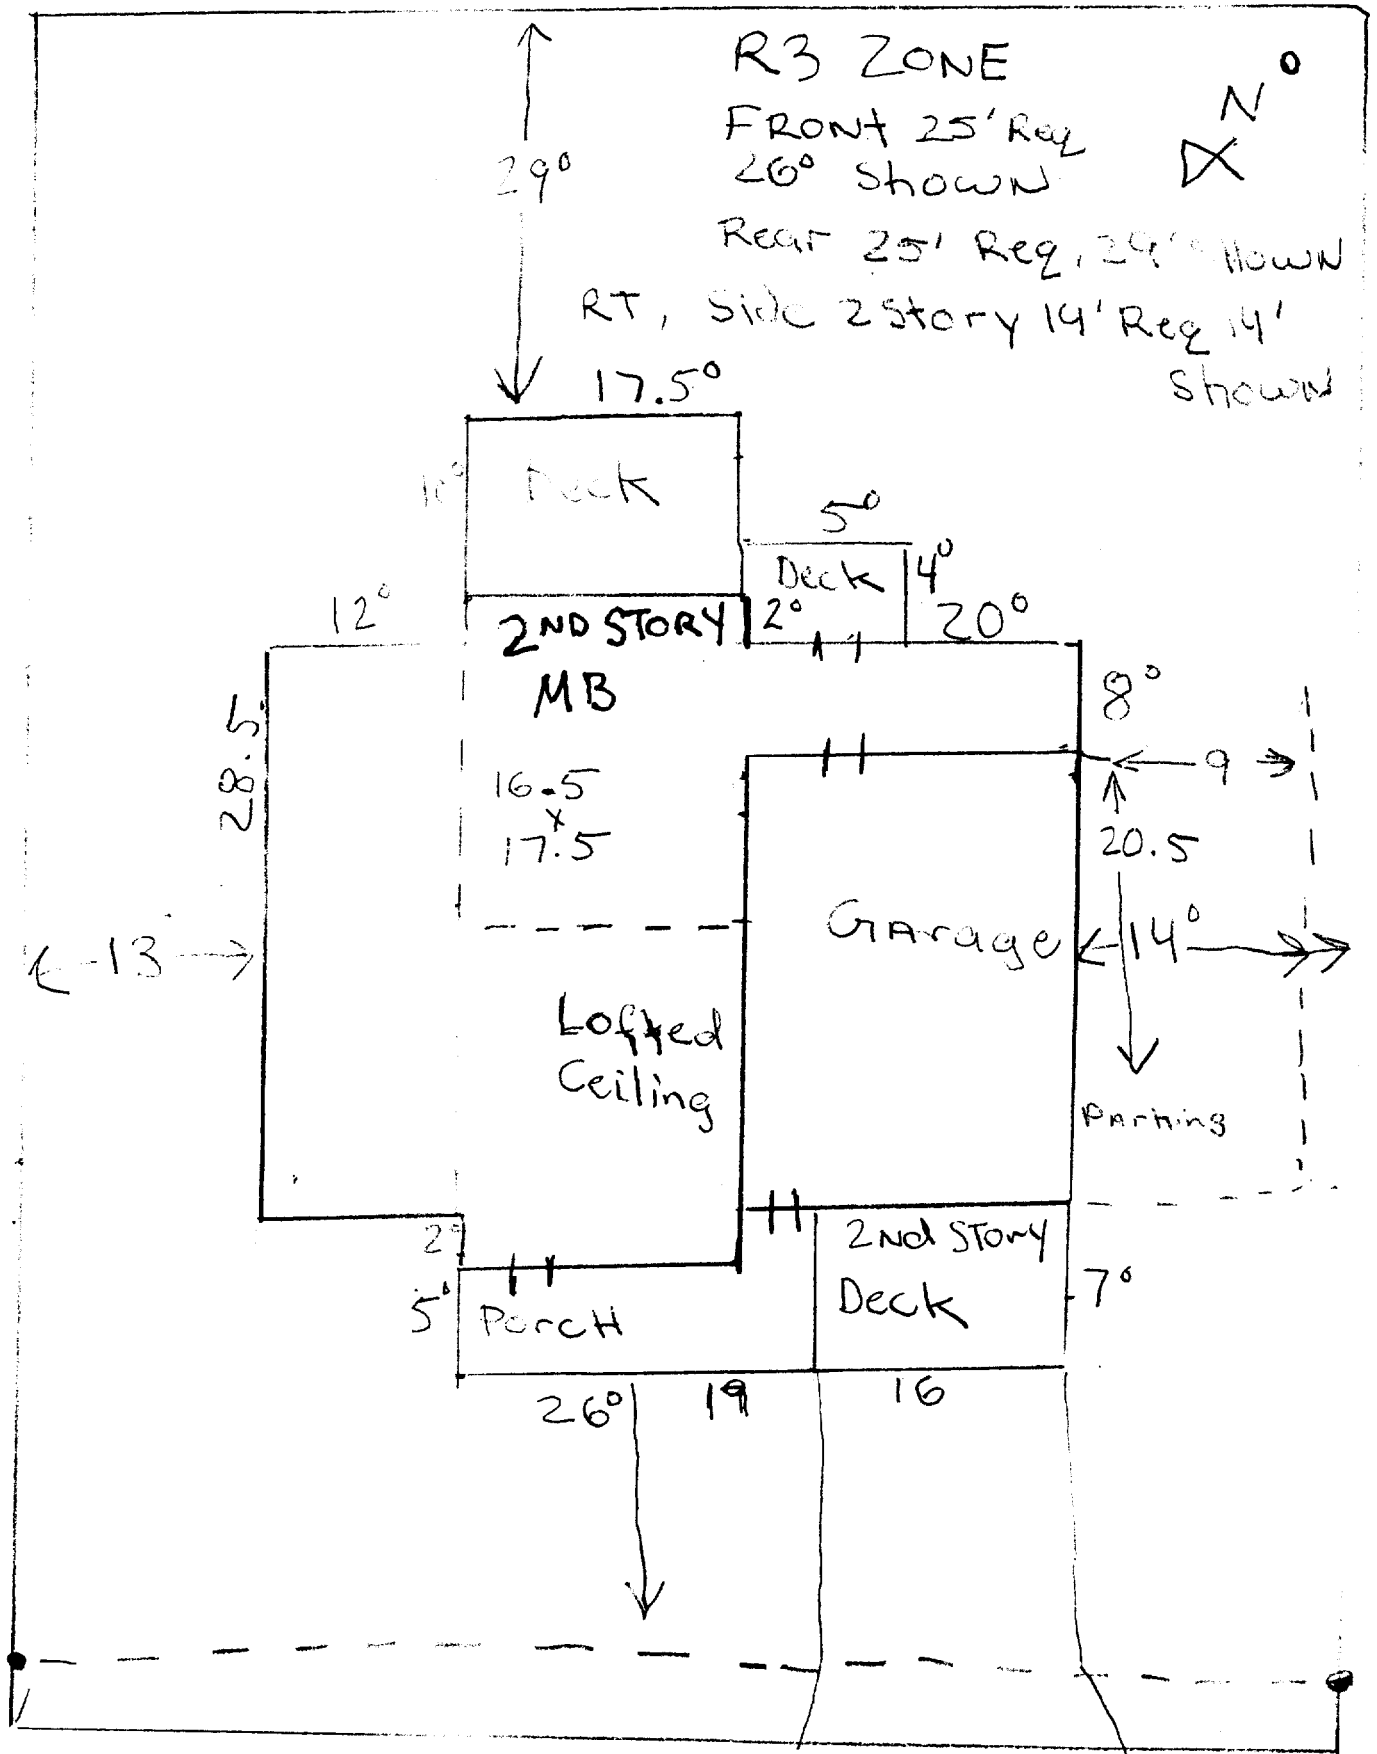 R3 ZONE
N
FRONT 25' Req
26° Shown
29°
Rear 25' Req, 29' Shown
RT, Side 2 Story 14' Req 14'
Shown
17.5°
10°
Deck
5°
Deck
4°
12°
2ND STORY
2°
20°
MB
8°
28.5
16.5
x
17.5
9
20.5
Garage
14°
13
Lofted
Ceiling
Parking
2°
2nd Story
Deck
7°
5°
Porch
26°
19
16